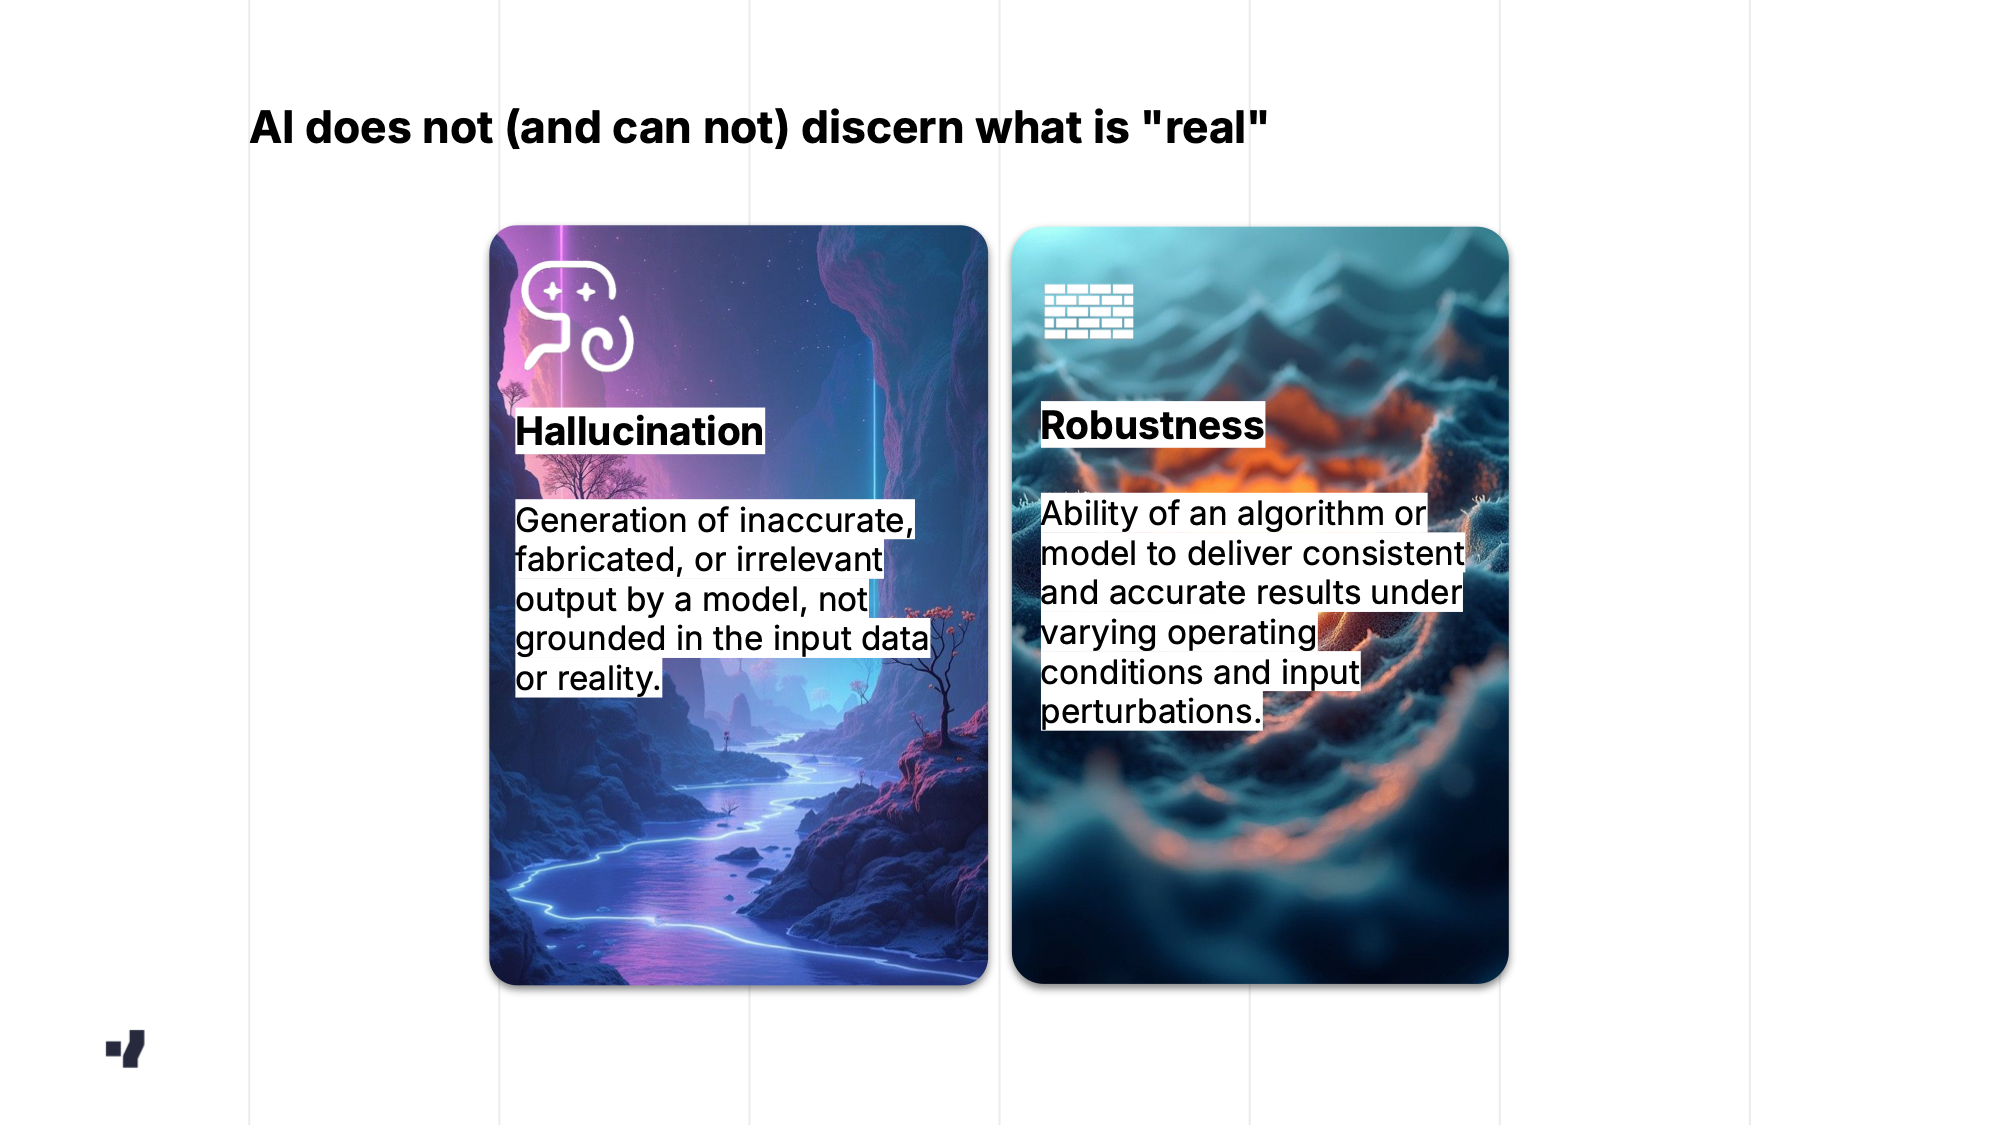 AI does not (and can not) discern what is "real"
Hallucination
Generation of inaccurate,
fabricated, or irrelevant
output by a model, not
grounded in the input data
or reality.
Robustness
Ability of an algorithm or
model to deliver consistent
and accurate results under
varying operating
conditions and input
perturbations.